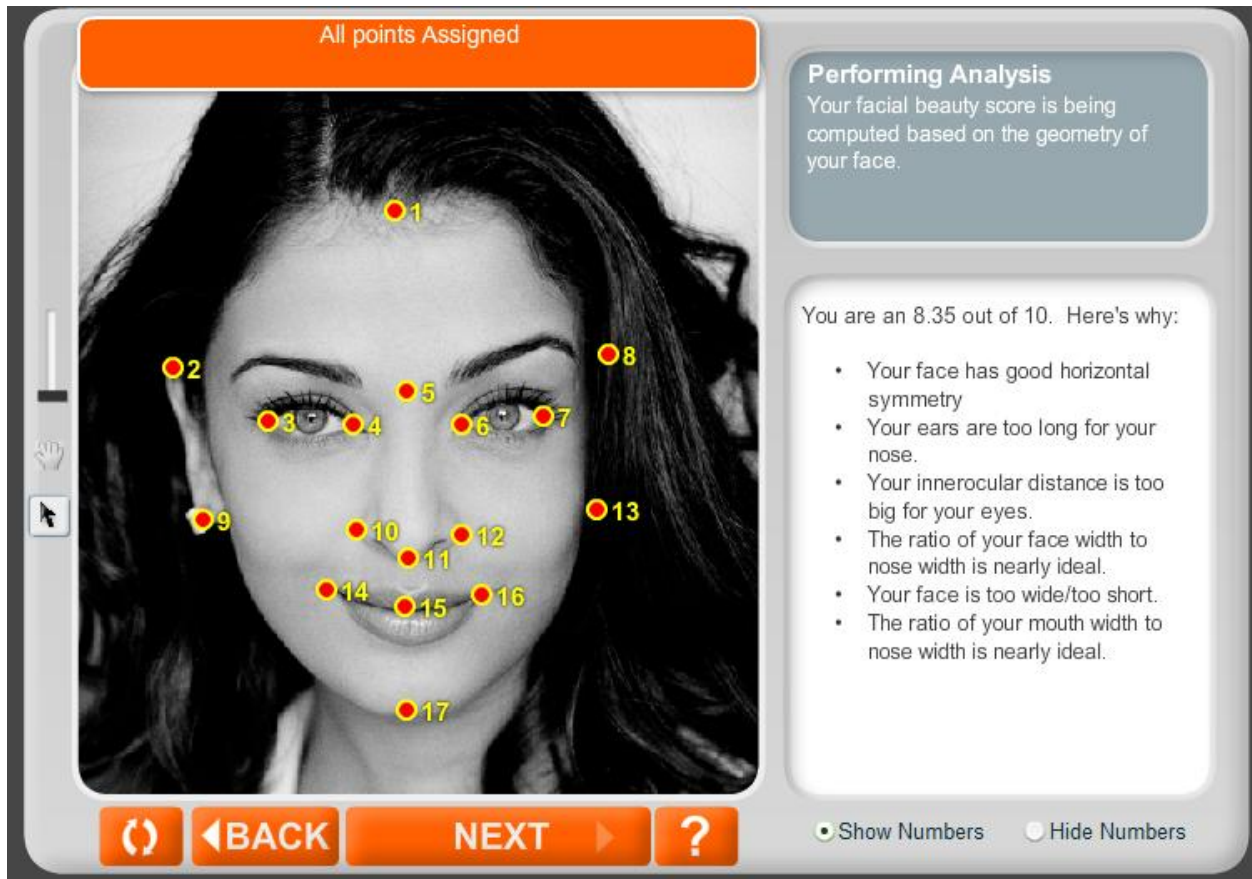 All points Assigned
Performing Analysis
Your facial beauty score is being
computed based on the geometry of
your face.
1
2
3
4
5
6
7
8
9
10
11
12
13
14
15
16
17
You are an 8.35 out of 10. Here's why:
• Your face has good horizontal
symmetry
• Your ears are too long for your
nose.
• Your innerocular distance is too
big for your eyes.
• The ratio of your face width to
nose width is nearly ideal.
• Your face is too wide/too short.
• The ratio of your mouth width to
nose width is nearly ideal.
BACK
NEXT
?
Show Numbers
Hide Numbers